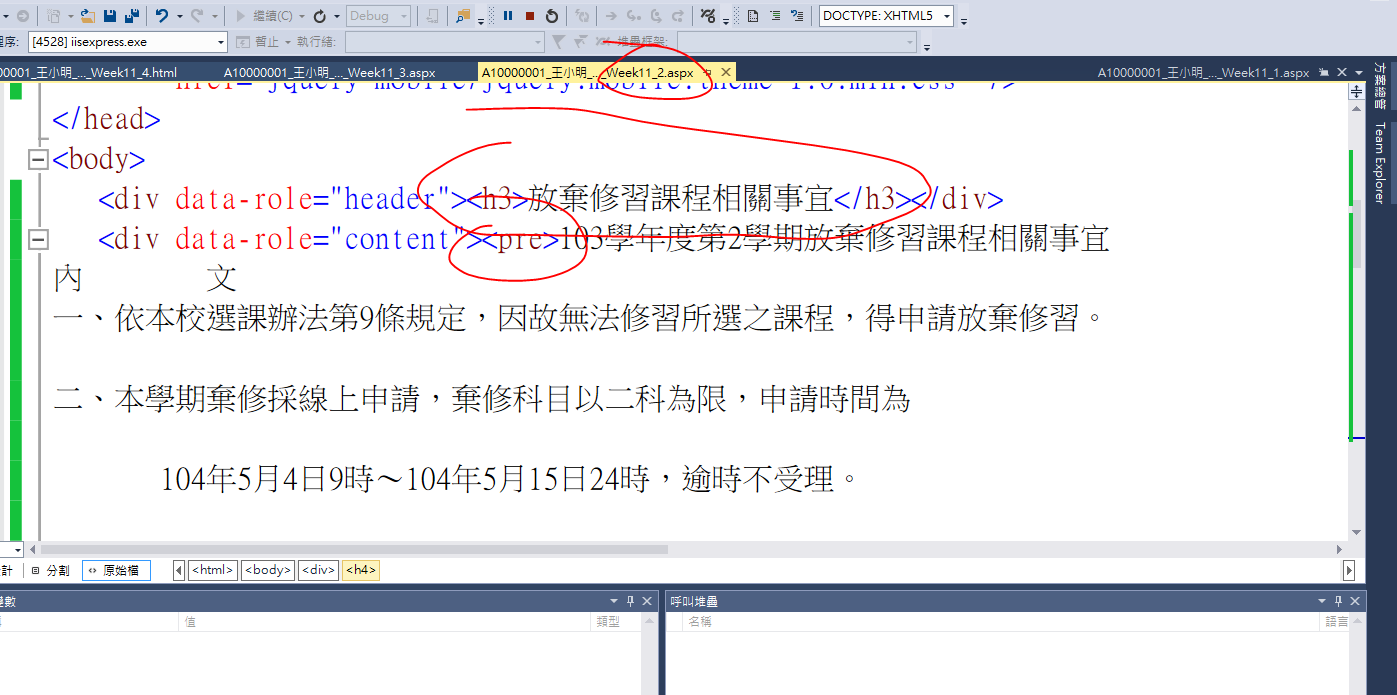 繼續(C) Debug DOCTYPE: XHTML5
程序: [4528] iisexpress.exe 暫止 執行緒: 堆疊框架:
00001_王小明_..._Week11_4.html A10000001_王小明_..._Week11_3.aspx A10000001_王小明_..._Week11_2.aspx A10000001_王小明_..._Week11_1.aspx
href="jquery-mobile/jquery.mobile.theme-1.0.min.css" />
</head>
<body>
<div data-role="header"><h3>放棄修習課程相關事宜</h3></div>
<div data-role="content"><pre>103學年度第2學期放棄修習課程相關事宜
內 文
一、依本校選課辦法第9條規定，因故無法修習所選之課程，得申請放棄修習。
二、本學期棄修採線上申請，棄修科目以二科為限，申請時間為
104年5月4日9時～104年5月15日24時，逾時不受理。
計 分割 原始檔 <html> <body> <div> <h4>
變數 呼叫堆疊
值 類型 名稱 語言
方案總管
Team Explorer